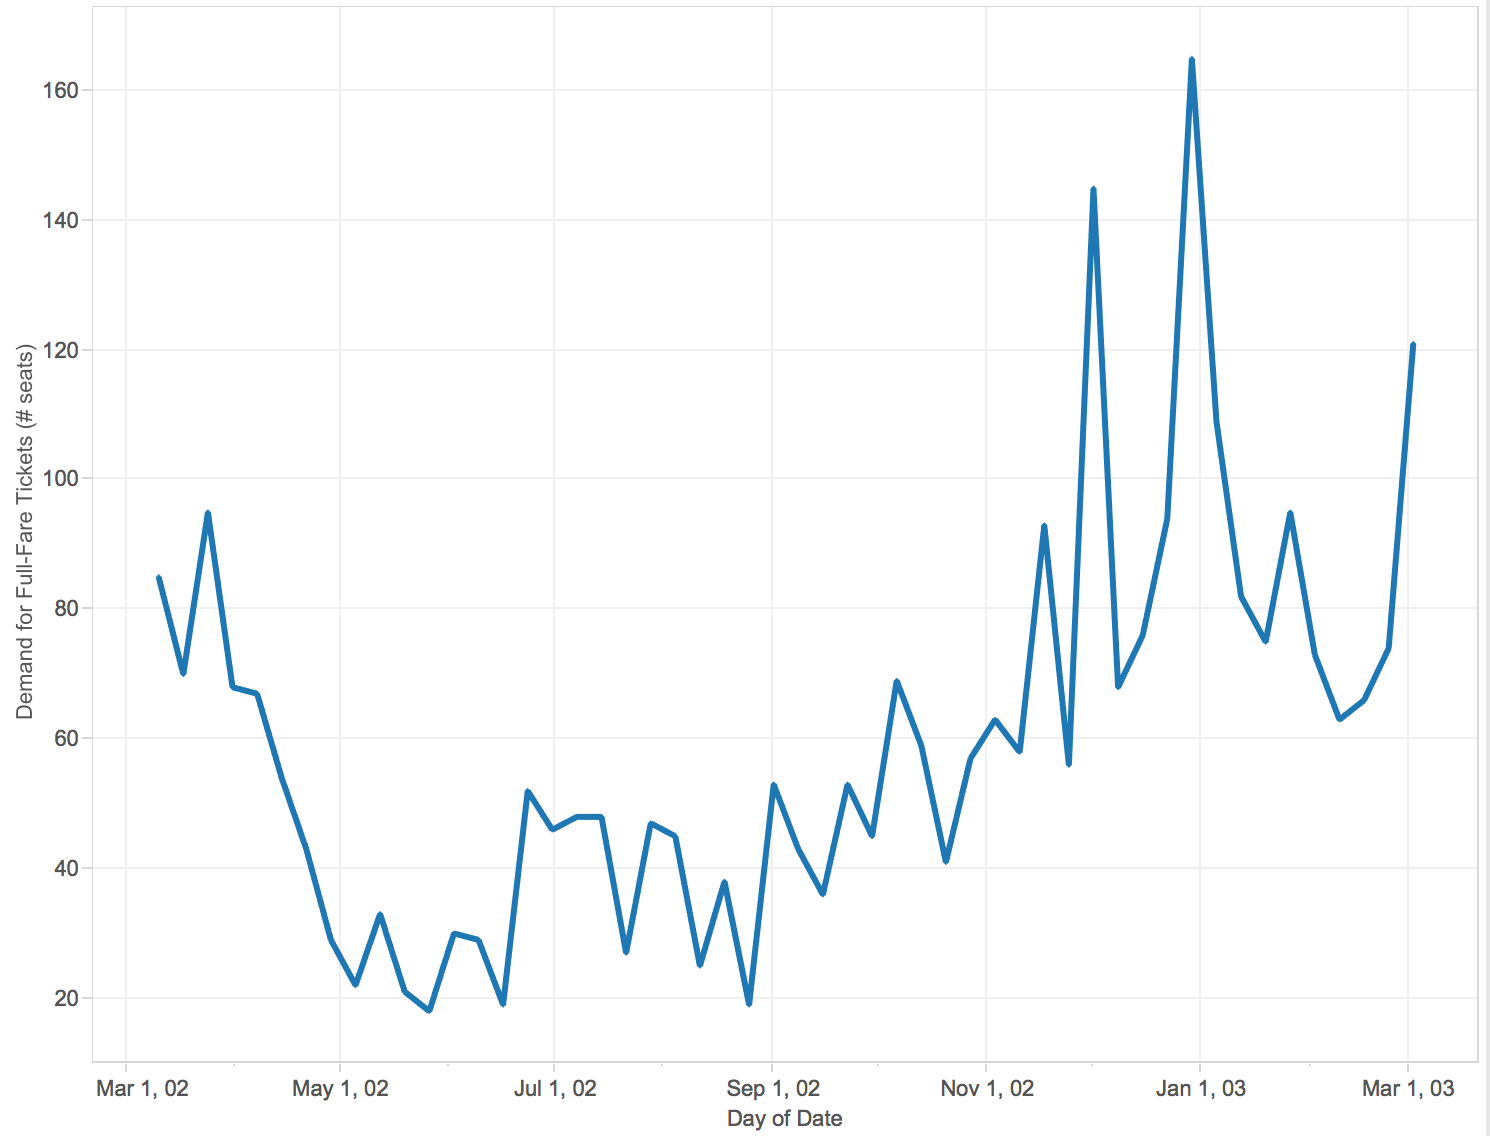 160
140
120
100
80
60
40
20
Demand for Full-Fare Tickets (# seats)
Mar 1, 02 May 1, 02 Jul 1, 02 Sep 1, 02 Nov 1, 02 Jan 1, 03 Mar 1, 03
Day of Date